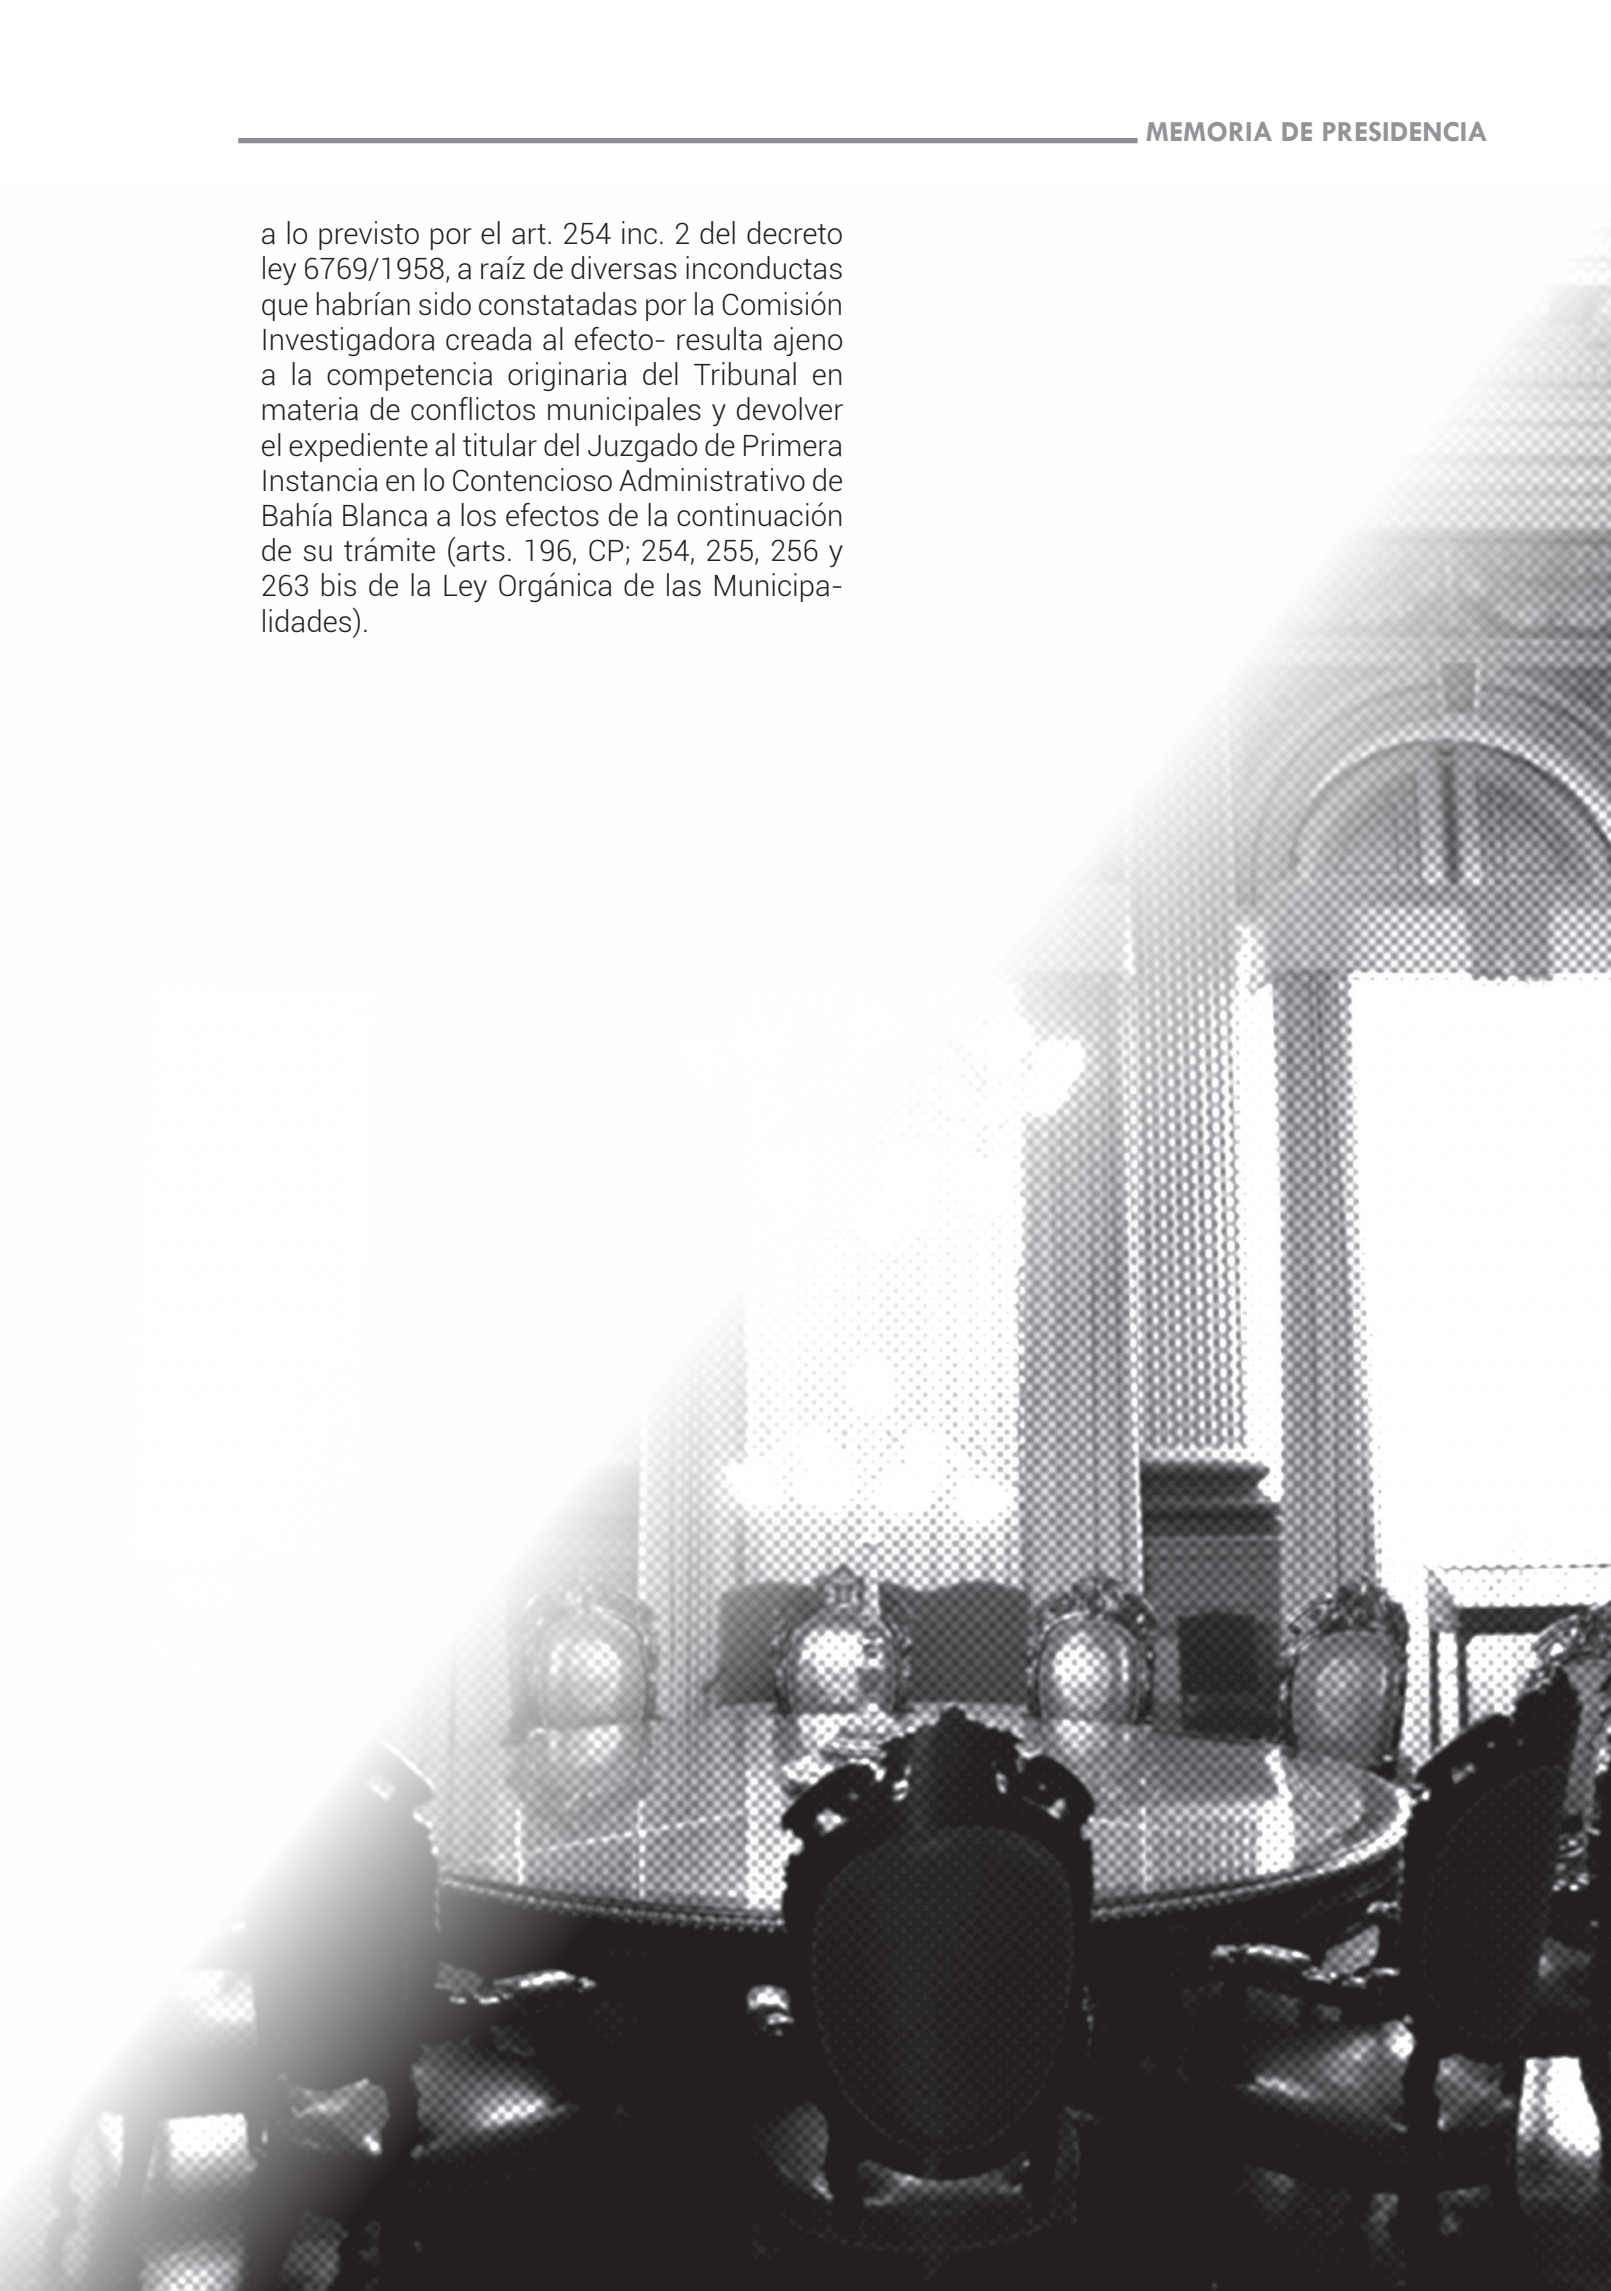 MEMORIA DE PRESIDENCIA
a lo previsto por el art. 254 inc. 2 del decreto
ley 6769/1958, a raíz de diversas inconductas
que habrían sido constatadas por la Comisión
Investigadora creada al efecto- resulta ajeno
a la competencia originaria del Tribunal en
materia de conflictos municipales y devolver
el expediente al titular del Juzgado de Primera
Instancia en lo Contencioso Administrativo de
Bahía Blanca a los efectos de la continuación
de su trámite (arts. 196, CP; 254, 255, 256 y
263 bis de la Ley Orgánica de las Municipa-
lidades).